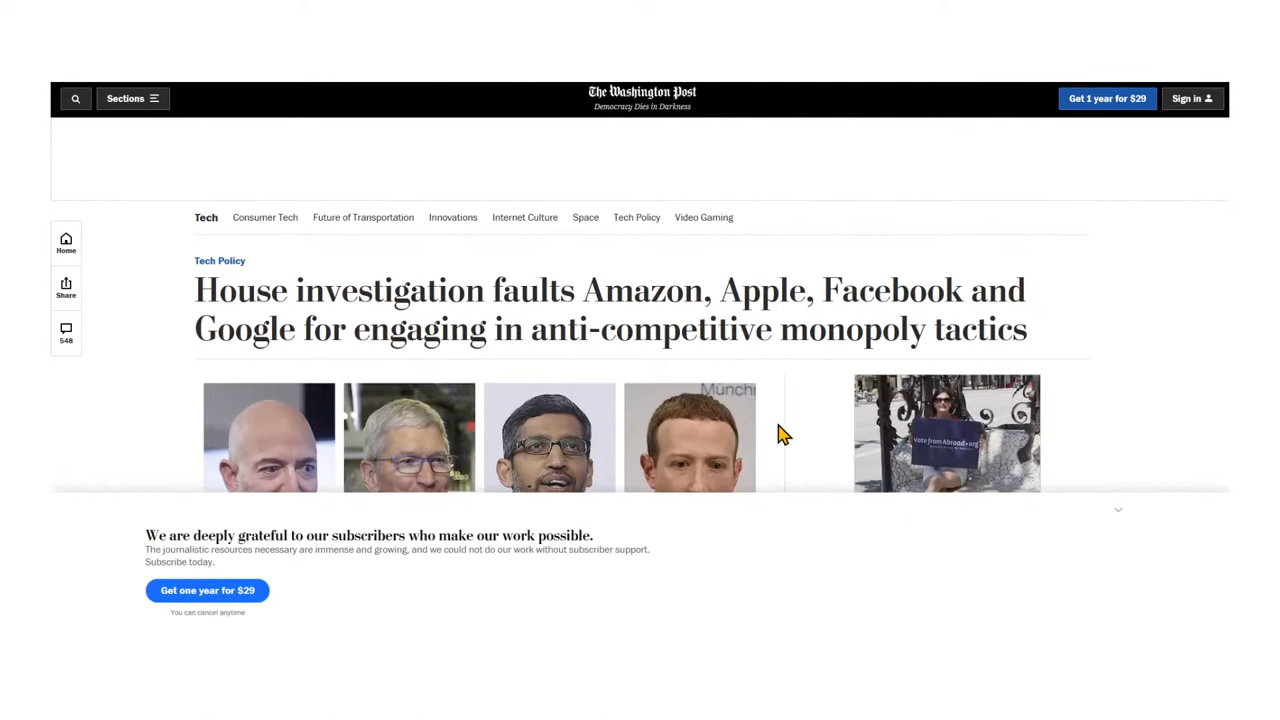 Sections
The Washington Post
Democracy Dies in Darkness
Get 1 year for $29
Sign in
Tech
Consumer Tech
Future of Transportation
Innovations
Internet Culture
Space
Tech Policy
Video Gaming
Home
Share
548
Tech Policy
House investigation faults Amazon, Apple, Facebook and
Google for engaging in anti-competitive monopoly tactics
Vote from Abroad.org
We are deeply grateful to our subscribers who make our work possible.
The journalistic resources necessary are immense and growing, and we could not do our work without subscriber support.
Subscribe today.
Get one year for $29
You can cancel anytime